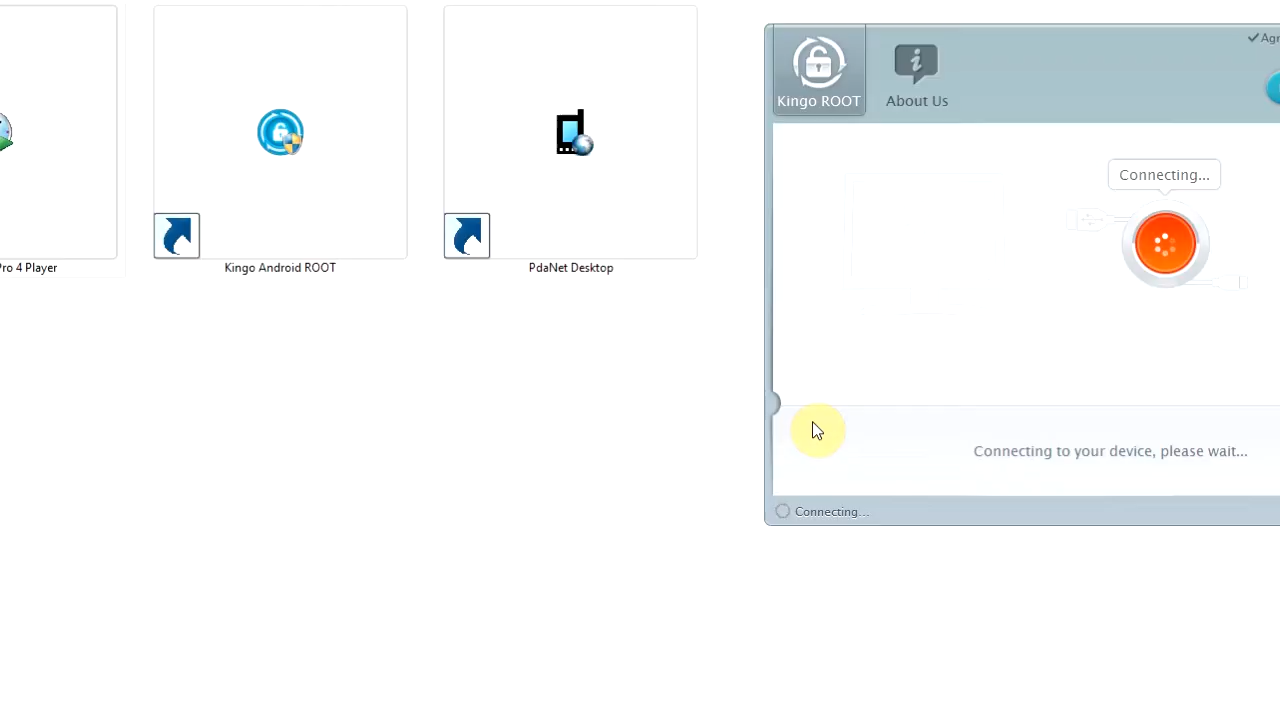 Pro 4 Player
Kingo Android ROOT
PdaNet Desktop
Kingo ROOT
About Us
Connecting...
Connecting to your device, please wait...
Connecting...